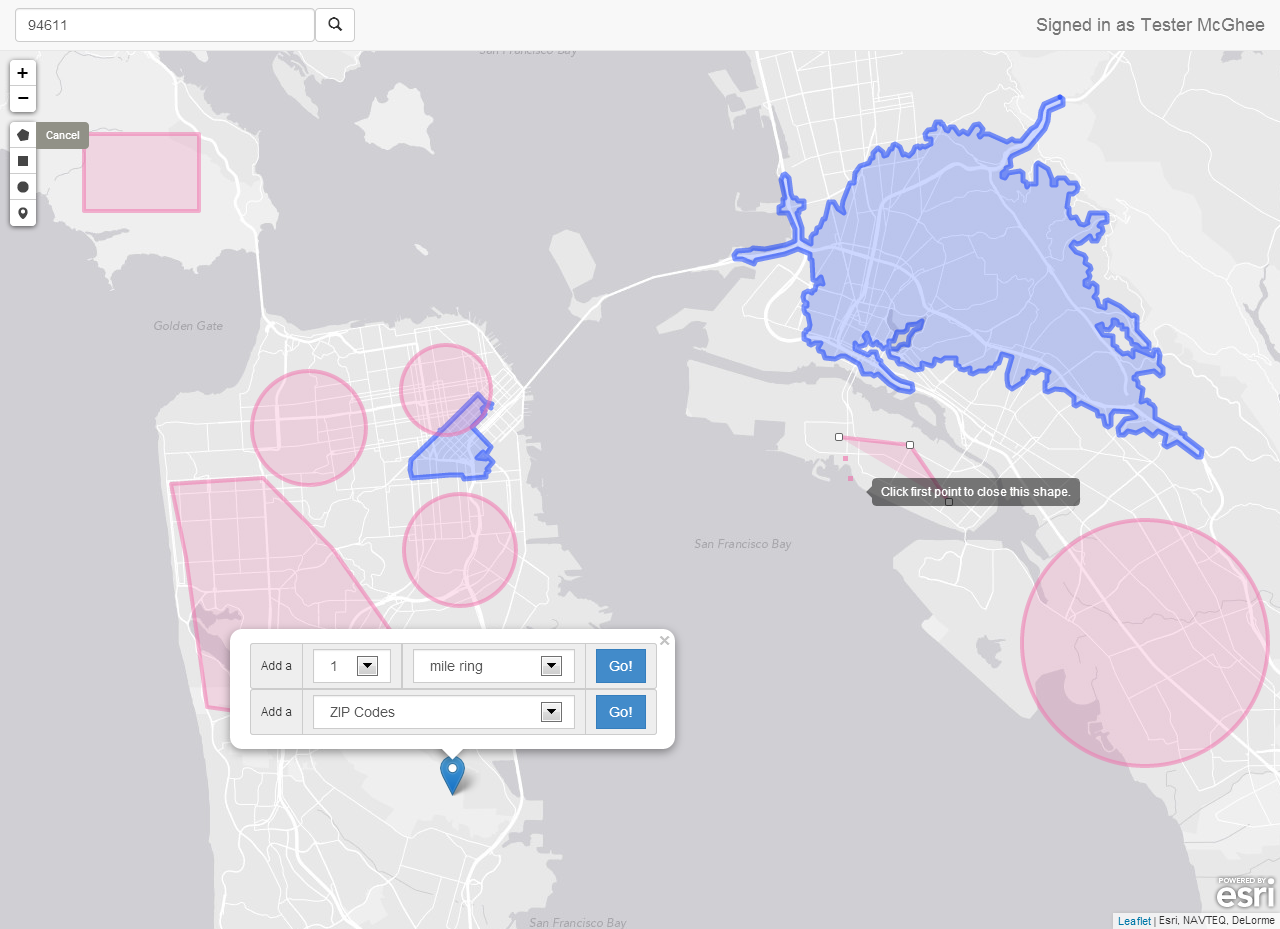 94611
Signed in as Tester McGhee
San Francisco Bay
+
−
Cancel
Golden Gate
Click first point to close this shape.
San Francisco Bay
×
Add a 1 mile ring Go!
Add a ZIP Codes Go!
POWERED BY
esri
San Francisco Bay
Leaflet | Esri, NAVTEQ, DeLorme